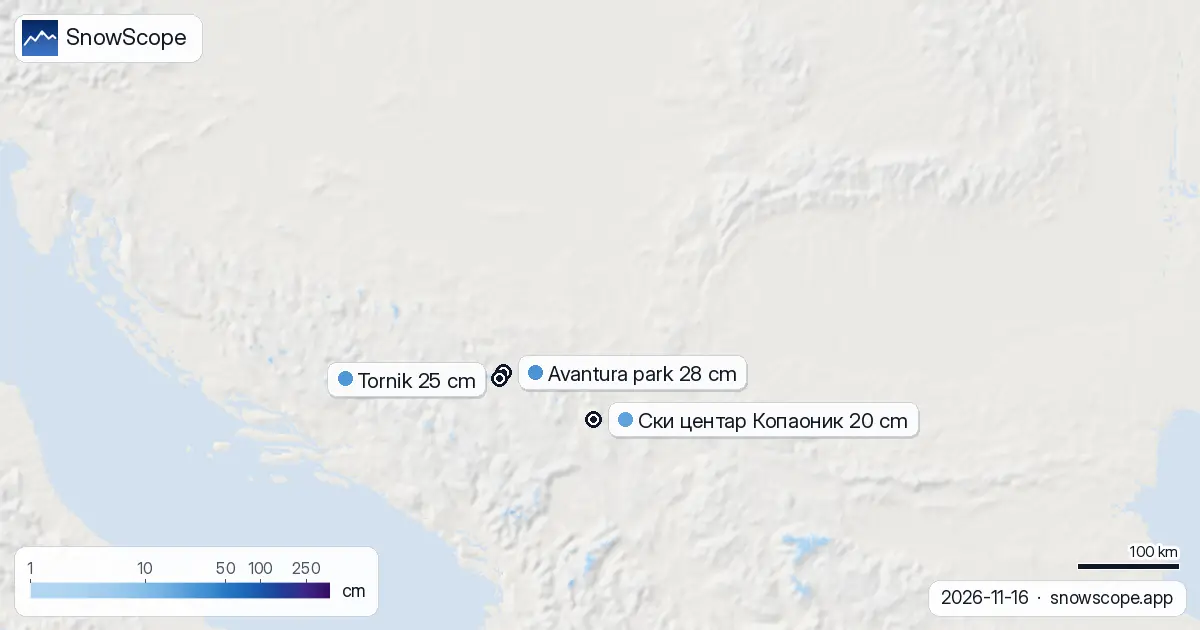 SnowScope
Tornik 25 cm
Avantura park 28 cm
Ски центар Копаоник 20 cm
1 10 50 100 250
cm
100 km
2026-11-16 · snowscope.app